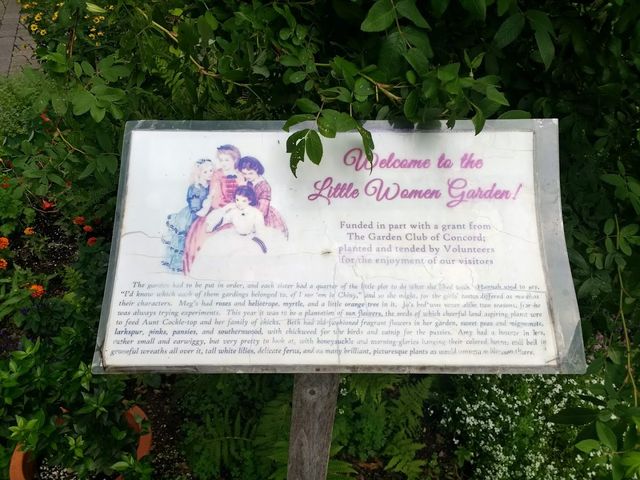 Welcome to the
Little Women Garden!
Funded in part with a grant from
The Garden Club of Concord;
planted and tended by Volunteers
for the enjoyment of our visitors
The garden had to be put in order, and each sister had a quarter of the little plot to do what she liked with. Hannah used to say,
"I'd know which each of them gardings belonged to, ef I see 'em in Chiny," and so she might, for the girls' tastes differed as much as
their characters. Meg's had roses and heliotrope, myrtle, and a little orange tree in it. Jo's bed was never alike two seasons, for she
was always trying experiments. This year it was to be a plantation of sun flowers, the seeds of which cheerful and aspiring plant were
to feed Aunt Cockle-top and her family of chicks. Beth had old-fashioned fragrant flowers in her garden, sweet peas and mignonette,
larkspur, pinks, pansies, and southernwood, with chickweed for the birds and catnip for the pussies. Amy had a bower in hers,
rather small and earwiggy, but very pretty to look at, with honeysuckle and morning-glories hanging their colored horns and bells in
graceful wreaths all over it, tall white lilies, delicate ferns, and as many brilliant, picturesque plants as would consent to blossom there.